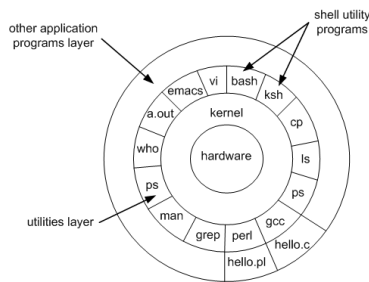 other application
programs layer
shell utility
programs
emacs
vi
bash
ksh
a.out
kernel
cp
who
hardware
ls
ps
ps
utilities layer
man
gcc
grep
perl
hello.c
hello.pl